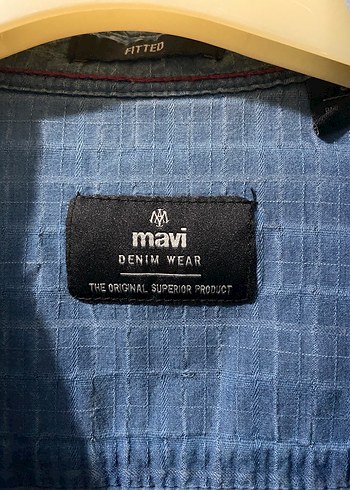 FITTED
mavi
DENIM WEAR
THE ORIGINAL SUPERIOR PRODUCT